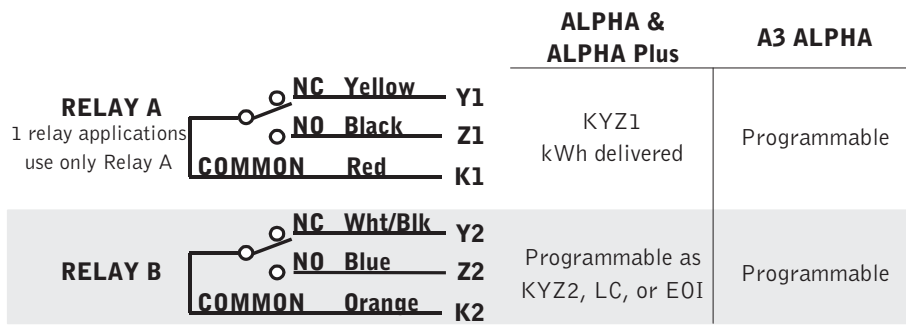 ALPHA &
ALPHA Plus
A3 ALPHA
RELAY A
1 relay applications
use only Relay A
NC Yellow Y1
NO Black Z1
COMMON Red K1
KYZ1
kWh delivered
Programmable
RELAY B
NC Wht/Blk Y2
NO Blue Z2
COMMON Orange K2
Programmable as
KYZ2, LC, or EOI
Programmable